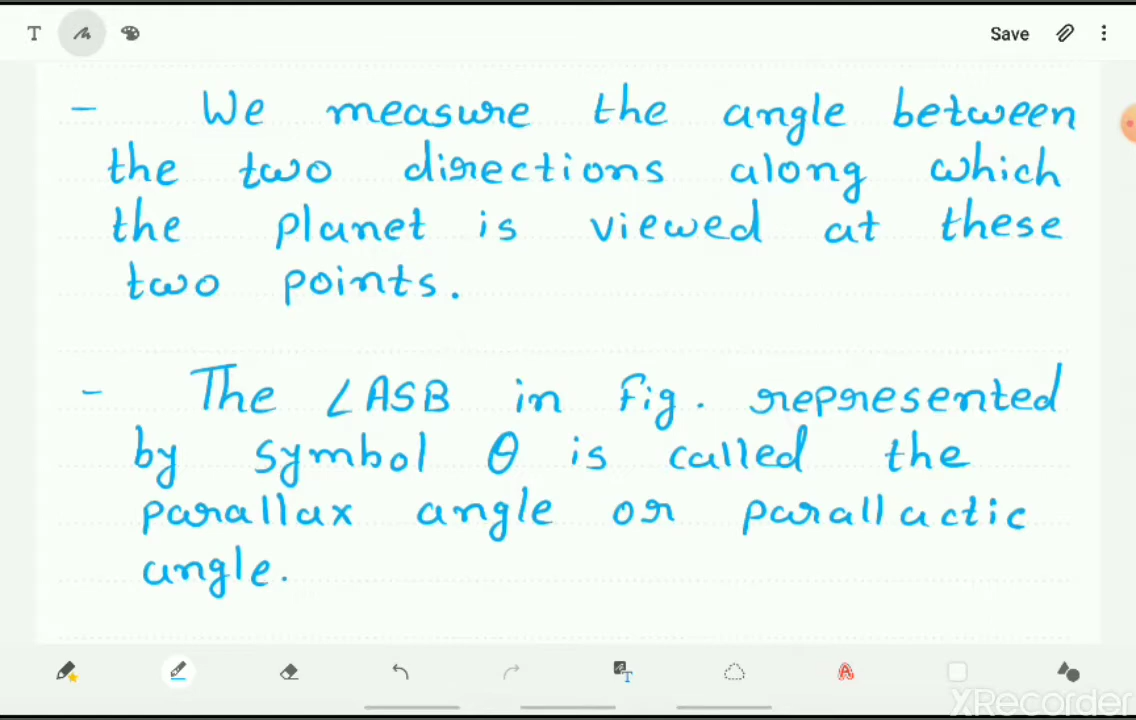 T
Save
- We measure the angle between
the two directions along which
the planet is viewed at these
two points.
- The ∠ASB in fig. represented
by symbol θ is called the
parallax angle or parallactic
angle.
XRecorder